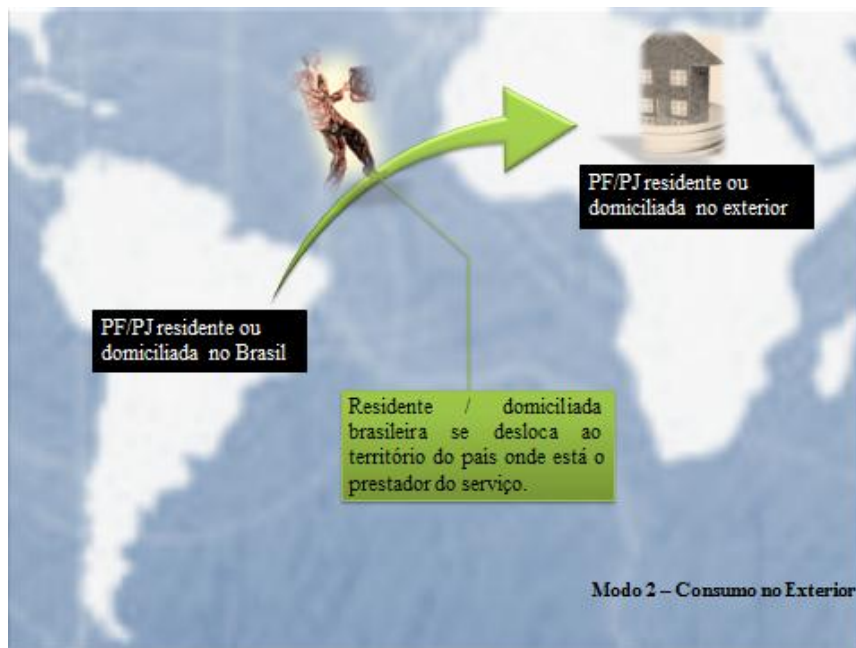 PF/PJ residente ou
domiciliada no exterior
PF/PJ residente ou
domiciliada no Brasil
Residente / domiciliada
brasileira se desloca ao
território do país onde está o
prestador do serviço.
Modo 2 – Consumo no Exterior